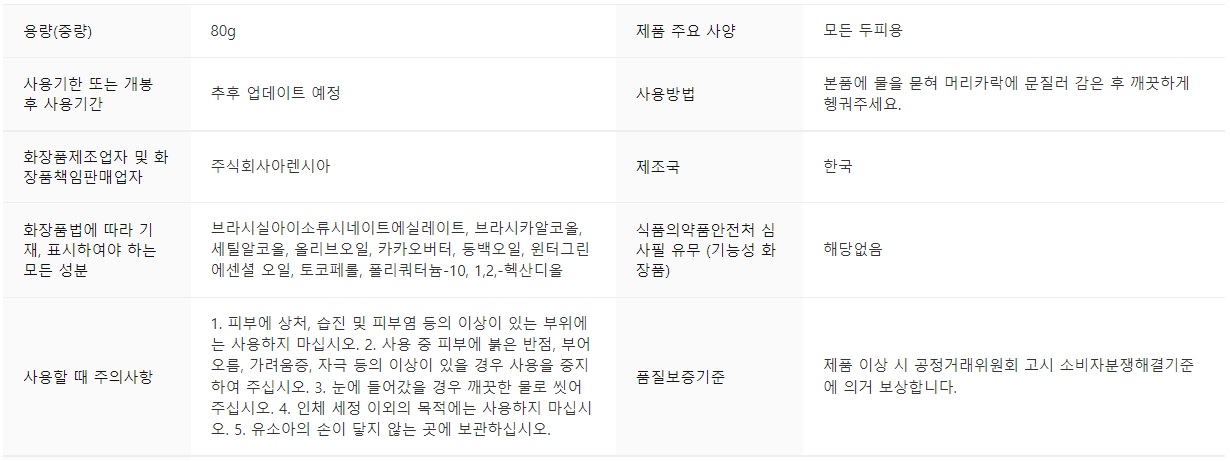 용량(중량)
80g
제품 주요 사양
모든 두피용
사용기한 또는 개봉
후 사용기간
추후 업데이트 예정
사용방법
본품에 물을 묻혀 머리카락에 문질러 감은 후 깨끗하게
헹궈주세요.
화장품제조업자 및 화
장품책임판매업자
주식회사아렌시아
제조국
한국
화장품법에 따라 기
재, 표시하여야 하는
모든 성분
브라시실아이소류시네이트에실레이트, 브라시카알코올,
세틸알코올, 올리브오일, 카카오버터, 동백오일, 윈터그린
에센셜 오일, 토코페롤, 폴리쿼터늄-10, 1,2,-헥산디올
식품의약품안전처 심
사필 유무 (기능성 화
장품)
해당없음
사용할 때 주의사항
1. 피부에 상처, 습진 및 피부염 등의 이상이 있는 부위에
는 사용하지 마십시오. 2. 사용 중 피부에 붉은 반점, 부어
오름, 가려움증, 자극 등의 이상이 있을 경우 사용을 중지
하여 주십시오. 3. 눈에 들어갔을 경우 깨끗한 물로 씻어
주십시오. 4. 인체 세정 이외의 목적에는 사용하지 마십시
오. 5. 유소아의 손이 닿지 않는 곳에 보관하십시오.
품질보증기준
제품 이상 시 공정거래위원회 고시 소비자분쟁해결기준
에 의거 보상합니다.